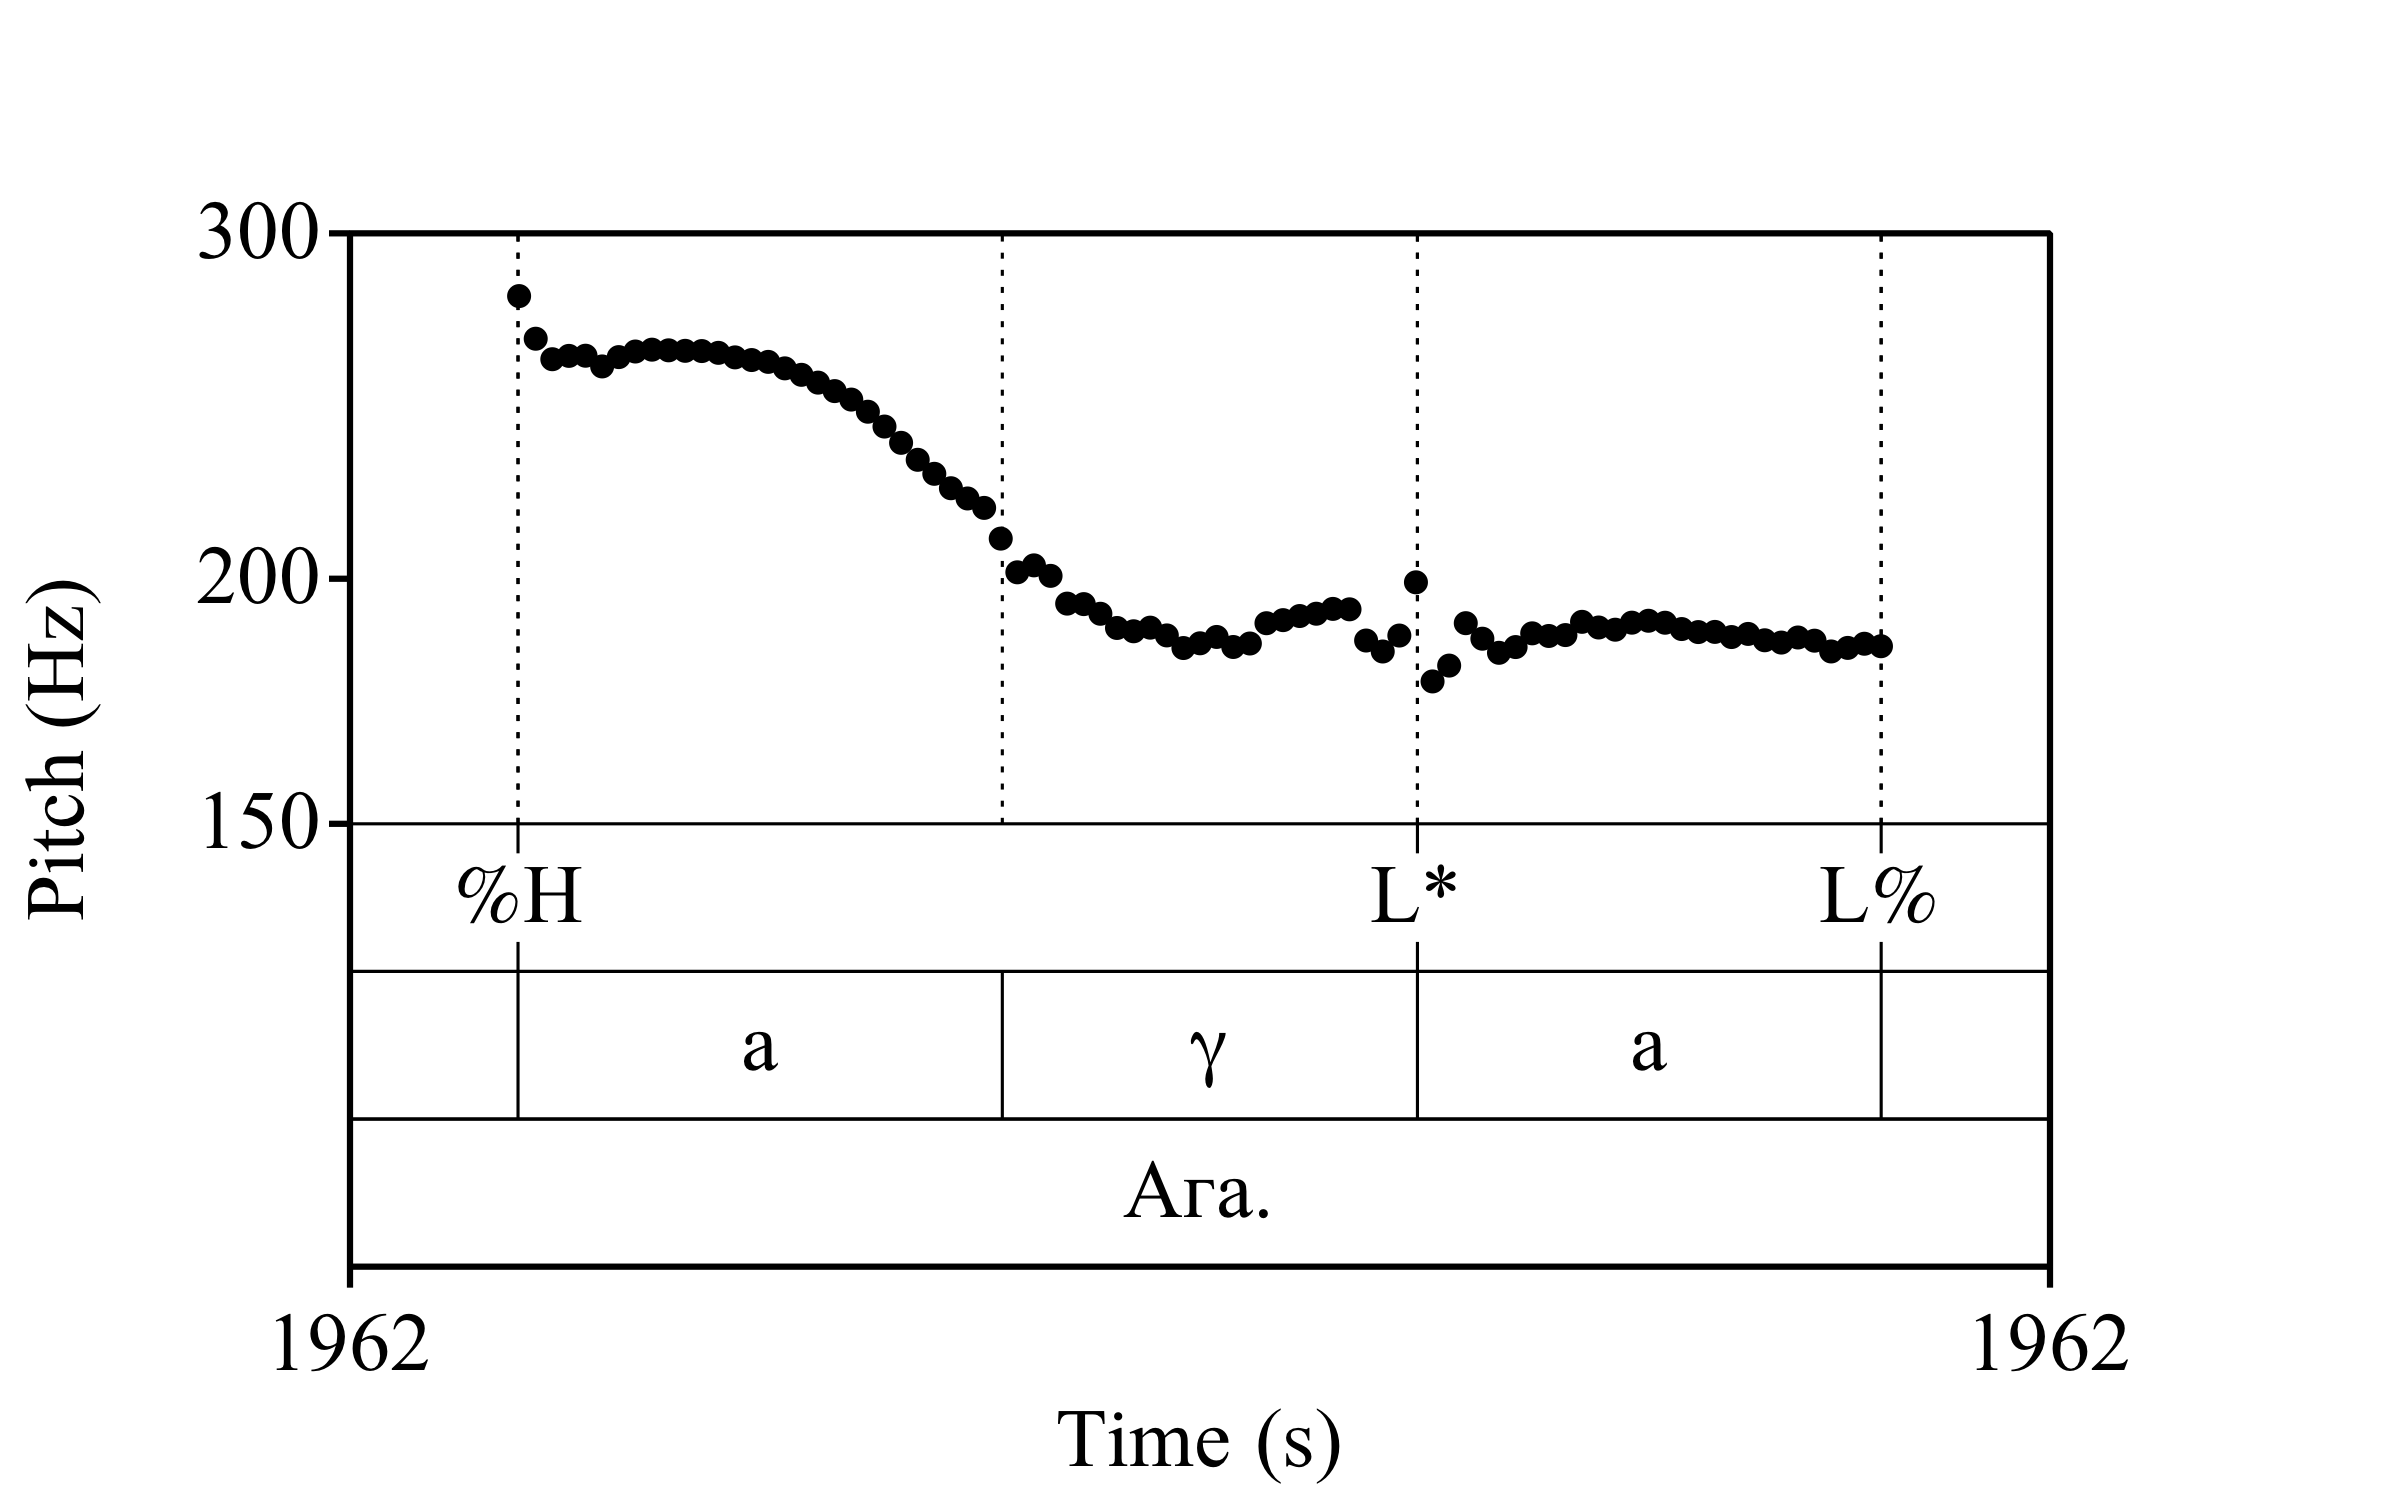 300
200
150
Pitch (Hz)
%H L* L%
a γ a
Ага.
1962 1962
Time (s)